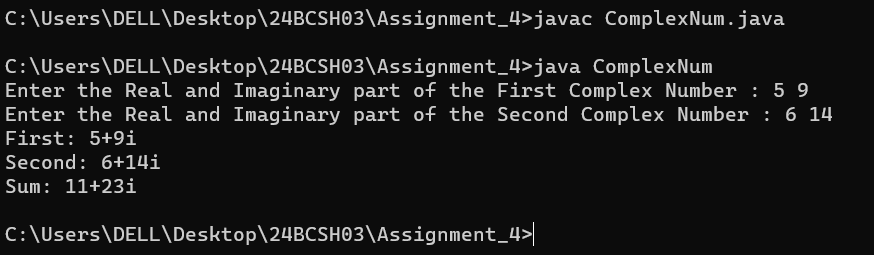 C:\Users\DELL\Desktop\24BCSH03\Assignment_4>javac ComplexNum.java
C:\Users\DELL\Desktop\24BCSH03\Assignment_4>java ComplexNum
Enter the Real and Imaginary part of the First Complex Number : 5 9
Enter the Real and Imaginary part of the Second Complex Number : 6 14
First: 5+9i
Second: 6+14i
Sum: 11+23i
C:\Users\DELL\Desktop\24BCSH03\Assignment_4>